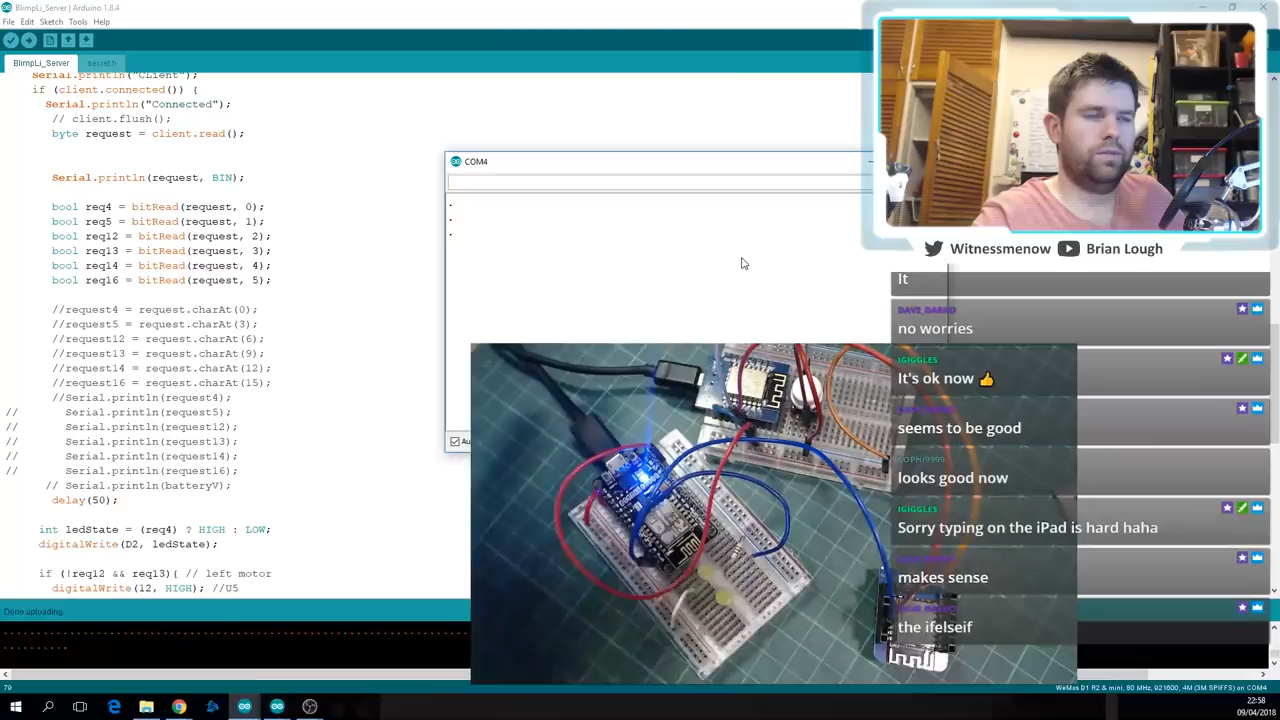 BlimpLi_Server | Arduino 1.8.4
File Edit Sketch Tools Help
BlimpLi_Server secret.h
Serial.println("CLient");
if (client.connected()) {
Serial.println("Connected");
// client.flush();
byte request = client.read();
Serial.println(request, BIN);
bool req4 = bitRead(request, 0);
bool req5 = bitRead(request, 1);
bool req12 = bitRead(request, 2);
bool req13 = bitRead(request, 3);
bool req14 = bitRead(request, 4);
bool req16 = bitRead(request, 5);
//request4 = request.charAt(0);
//request5 = request.charAt(3);
//request12 = request.charAt(6);
//request13 = request.charAt(9);
//request14 = request.charAt(12);
//request16 = request.charAt(15);
//Serial.println(request4);
// Serial.println(request5);
// Serial.println(request12);
// Serial.println(request13);
// Serial.println(request14);
// Serial.println(request16);
// Serial.println(batteryV);
delay(50);
int ledState = (req4) ? HIGH : LOW;
digitalWrite(D2, ledState);
if (!req12 && req13){ // left motor
digitalWrite(12, HIGH); //U5
Done uploading.
79
COM4
.
.
.
Witnessmenow Brian Lough
It
DAVE_DARKO
no worries
IGIGGLES
It's ok now 👍
seems to be good
SOPHI9999
looks good now
IGIGGLES
Sorry typing on the iPad is hard haha
makes sense
the ifelseif
WeMos D1 R2 & mini, 80 MHz, 921600, 4M (3M SPIFFS) on COM4
22:58
09/04/2018